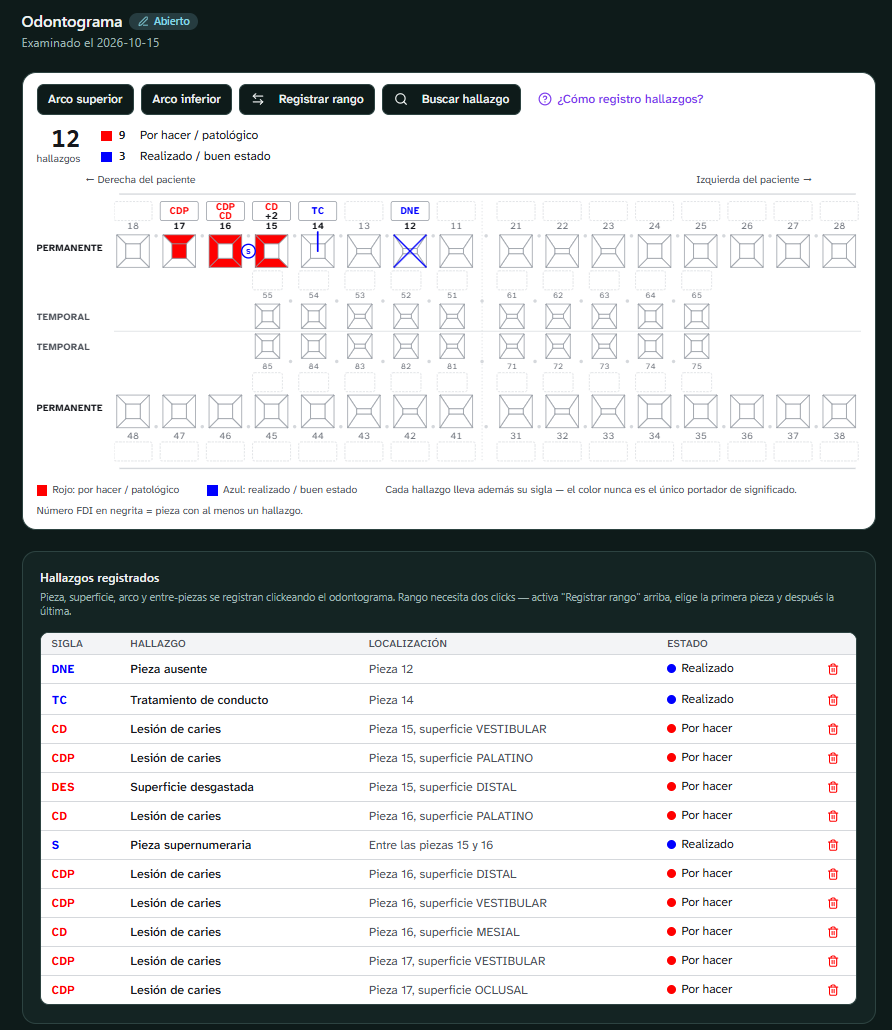 Odontograma Abierto
Examinado el 2026-10-15
Arco superior Arco inferior Registrar rango Buscar hallazgo ¿Cómo registro hallazgos?
12 hallazgos
9 Por hacer / patológico
3 Realizado / buen estado
← Derecha del paciente Izquierda del paciente →
CDP CDP CD CD +2 TC DNE
18 17 16 15 14 13 12 11 21 22 23 24 25 26 27 28
PERMANENTE S
55 54 53 52 51 61 62 63 64 65
TEMPORAL
TEMPORAL
85 84 83 82 81 71 72 73 74 75
PERMANENTE
48 47 46 45 44 43 42 41 31 32 33 34 35 36 37 38
Rojo: por hacer / patológico Azul: realizado / buen estado Cada hallazgo lleva además su sigla — el color nunca es el único portador de significado.
Número FDI en negrita = pieza con al menos un hallazgo.
Hallazgos registrados
Pieza, superficie, arco y entre-piezas se registran clickeando el odontograma. Rango necesita dos clicks — activa "Registrar rango" arriba, elige la primera pieza y después la
última.
SIGLA HALLAZGO LOCALIZACIÓN ESTADO
DNE Pieza ausente Pieza 12 Realizado
TC Tratamiento de conducto Pieza 14 Realizado
CD Lesión de caries Pieza 15, superficie VESTIBULAR Por hacer
CDP Lesión de caries Pieza 15, superficie PALATINO Por hacer
DES Superficie desgastada Pieza 15, superficie DISTAL Por hacer
CD Lesión de caries Pieza 16, superficie PALATINO Por hacer
S Pieza supernumeraria Entre las piezas 15 y 16 Realizado
CDP Lesión de caries Pieza 16, superficie DISTAL Por hacer
CDP Lesión de caries Pieza 16, superficie VESTIBULAR Por hacer
CD Lesión de caries Pieza 16, superficie MESIAL Por hacer
CDP Lesión de caries Pieza 17, superficie VESTIBULAR Por hacer
CDP Lesión de caries Pieza 17, superficie OCLUSAL Por hacer